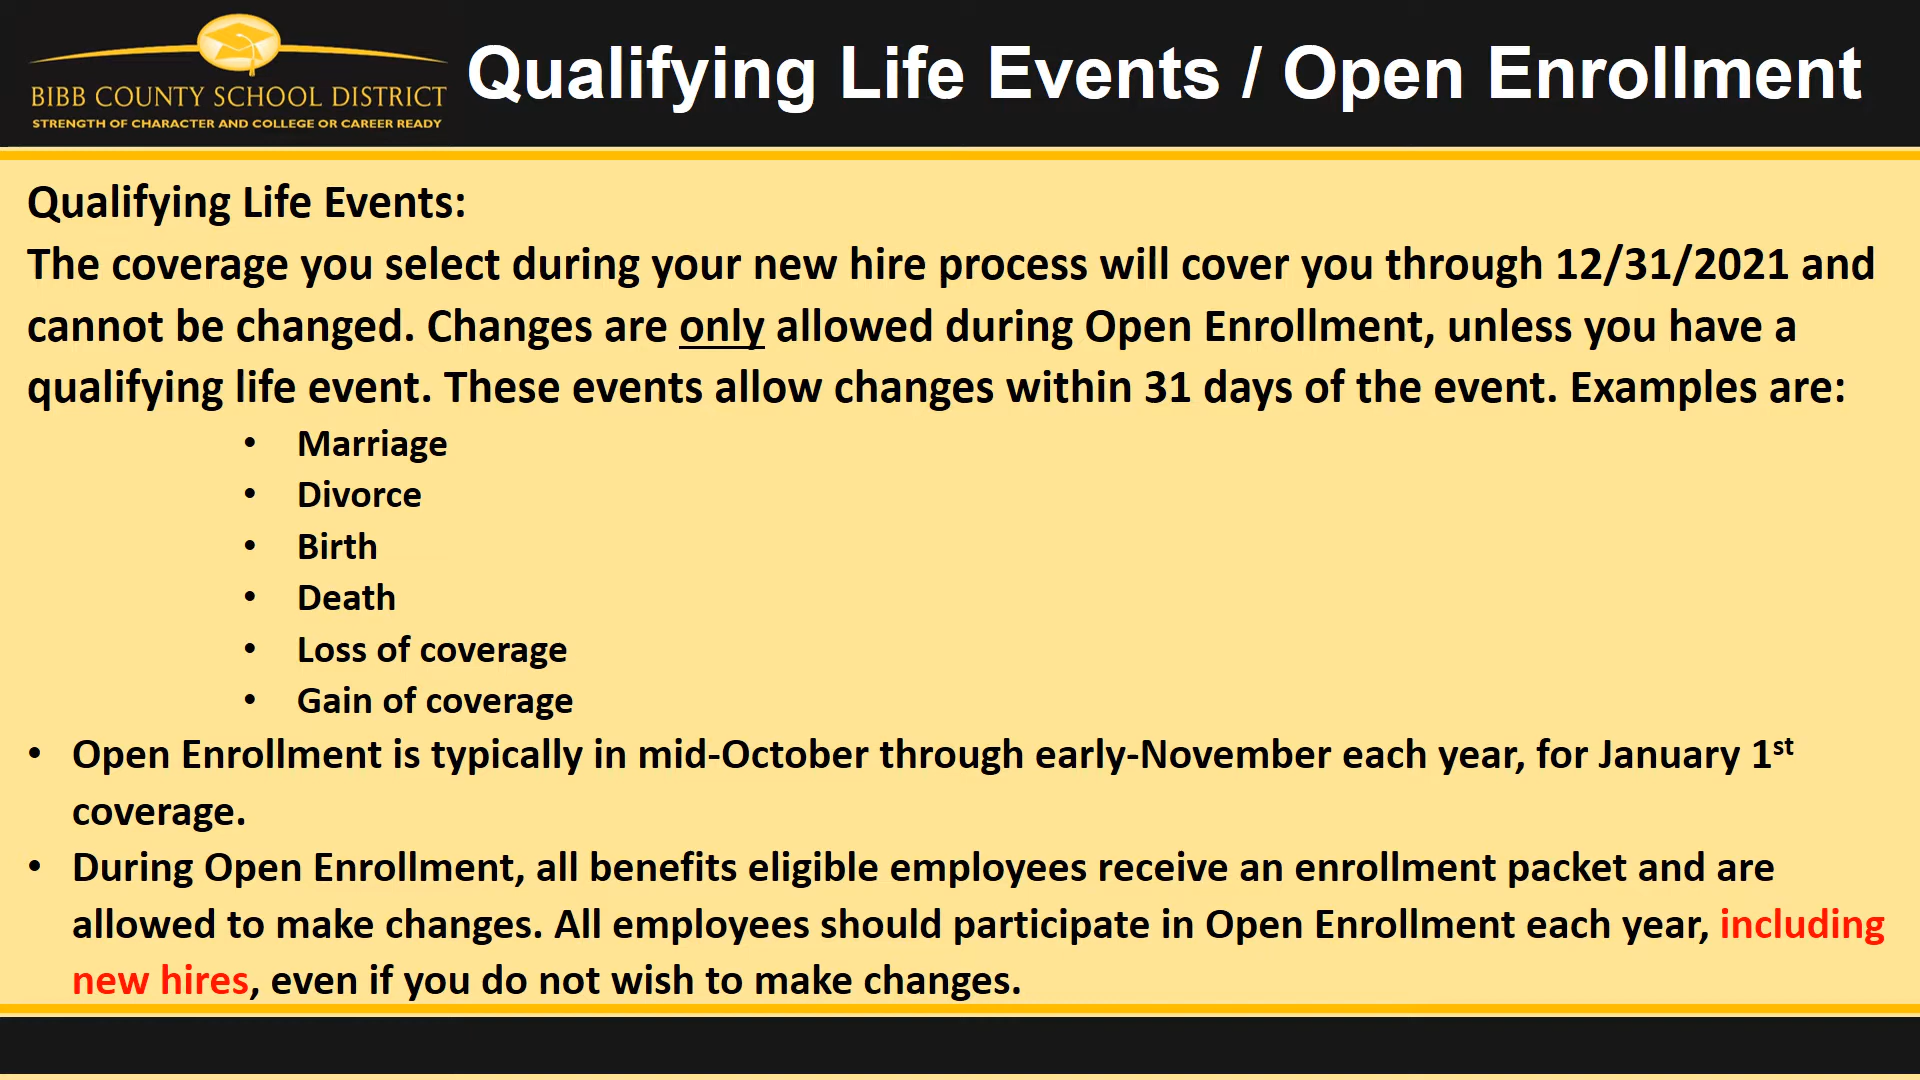 BIBB COUNTY SCHOOL DISTRICT
STRENGTH OF CHARACTER AND COLLEGE OR CAREER READY
Qualifying Life Events / Open Enrollment
Qualifying Life Events:
The coverage you select during your new hire process will cover you through 12/31/2021 and
cannot be changed. Changes are only allowed during Open Enrollment, unless you have a
qualifying life event. These events allow changes within 31 days of the event. Examples are:
• Marriage
• Divorce
• Birth
• Death
• Loss of coverage
• Gain of coverage
• Open Enrollment is typically in mid-October through early-November each year, for January 1st
coverage.
• During Open Enrollment, all benefits eligible employees receive an enrollment packet and are
allowed to make changes. All employees should participate in Open Enrollment each year, including
new hires, even if you do not wish to make changes.